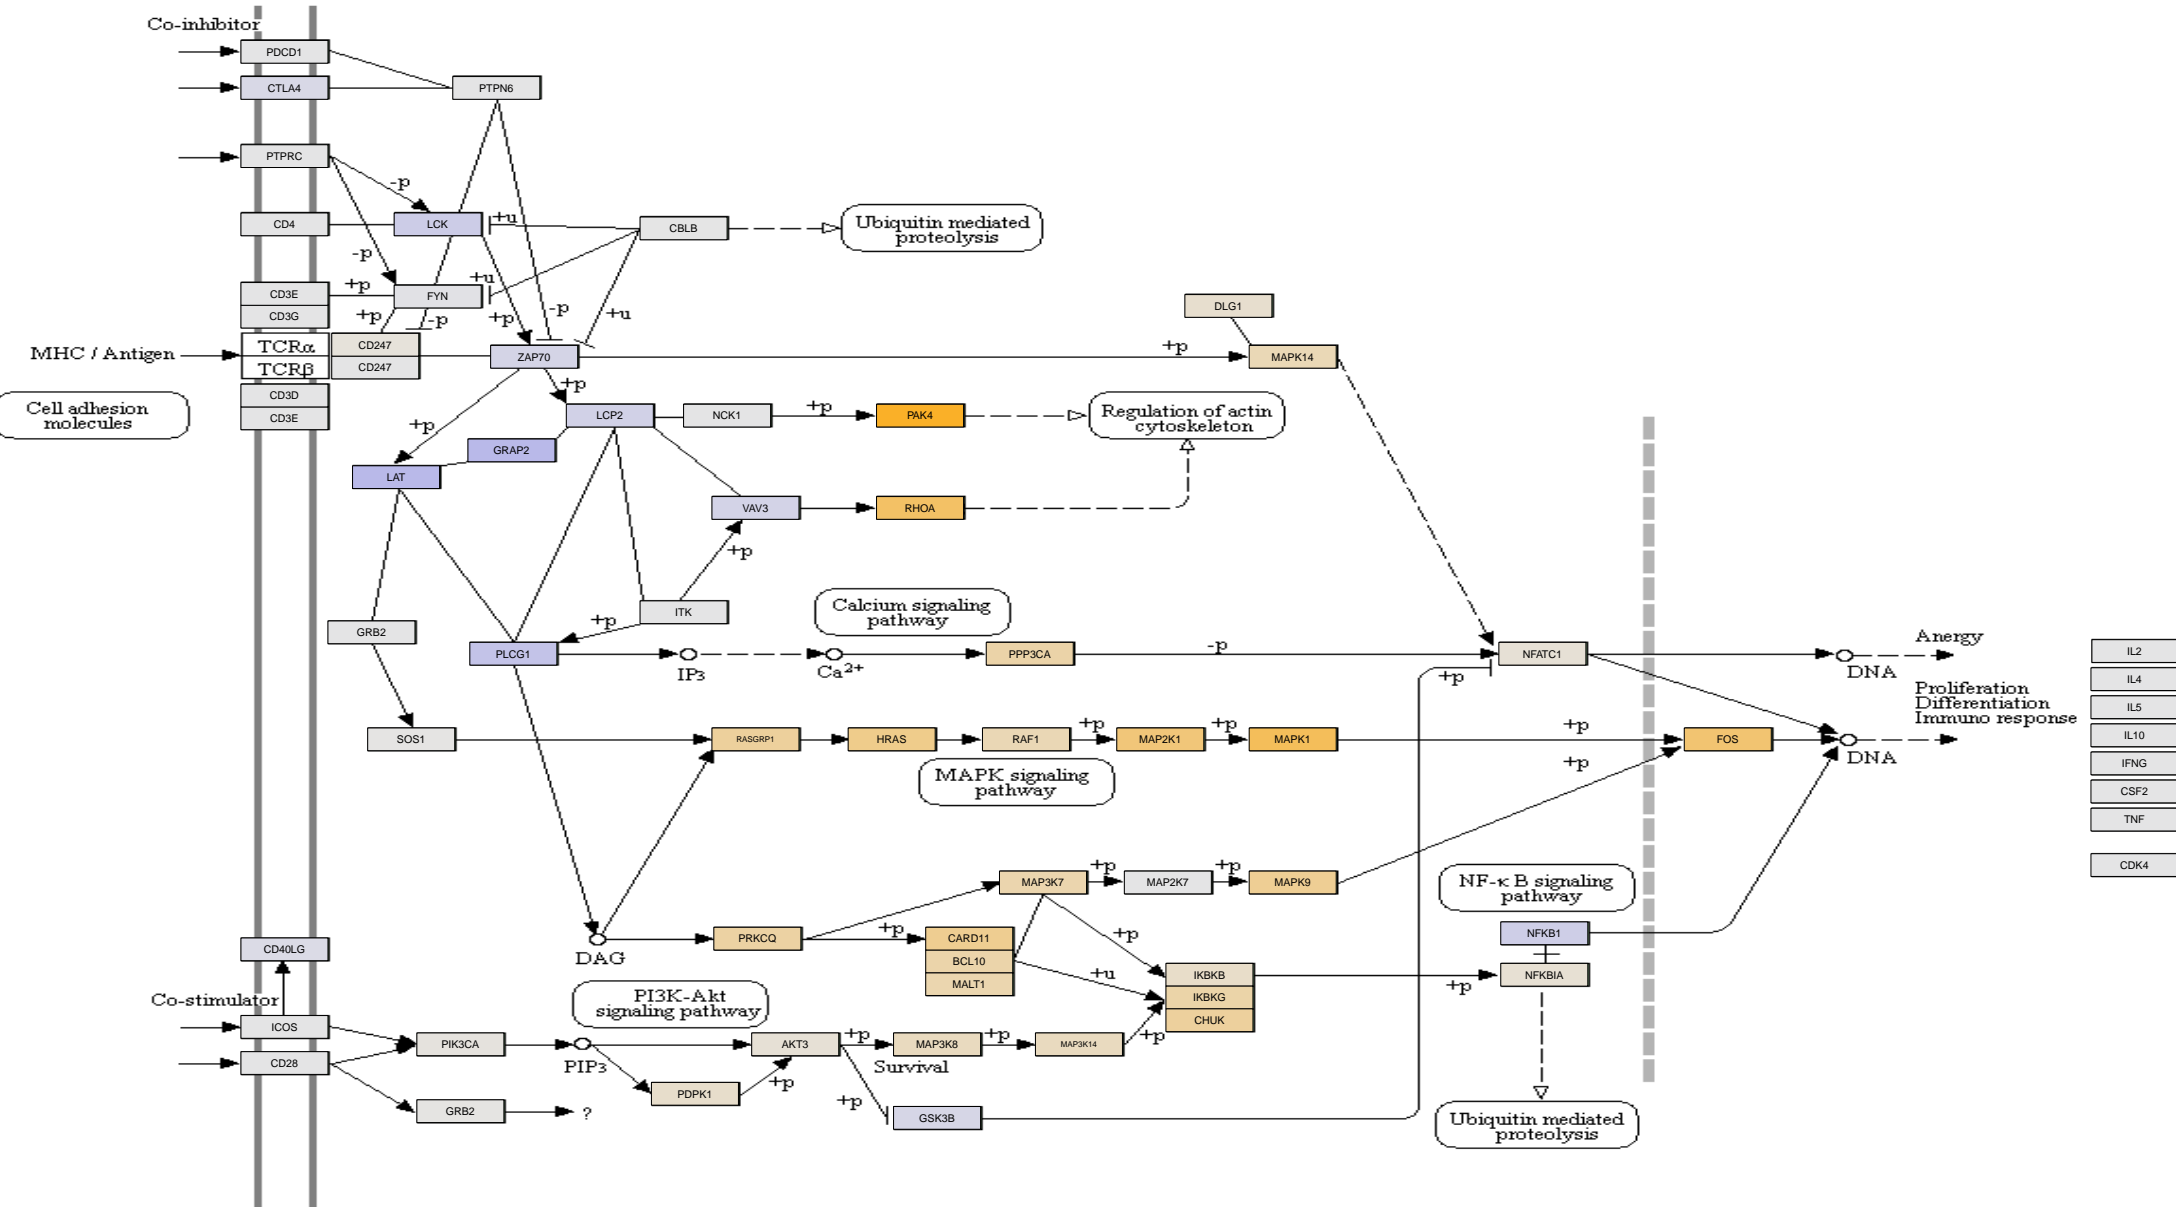 Co-inhibitor
PDCD1
CTLA4
PTPN6
PTPRC
-p
CD4
LCK
+u
CBLB
Ubiquitin mediated
proteolysis
-p
+p
+u
CD3E
FYN
CD3G
+p
-p
+p
-p
+u
DLG1
MHC / Antigen
TCRα
TCRβ
CD247
CD247
ZAP70
+p
MAPK14
CD3D
CD3E
Cell adhesion
molecules
+p
LCP2
NCK1
+p
PAK4
Regulation of actin
cytoskeleton
+p
GRAP2
LAT
VAV3
RHOA
+p
ITK
Calcium signaling
pathway
GRB2
+p
PLCG1
IP3
Ca2+
PPP3CA
-p
NFATC1
+p
DNA
Anergy
Proliferation
Differentiation
Immuno response
IL2
IL4
IL5
IL10
IFNG
CSF2
TNF
CDK4
SOS1
RASGRP1
HRAS
RAF1
+p
MAP2K1
+p
MAPK1
+p
FOS
DNA
MAPK signaling
pathway
+p
MAP3K7
+p
MAP2K7
+p
MAPK9
NF-κ B signaling
pathway
DAG
PRKCQ
+p
CARD11
BCL10
MALT1
+p
+u
IKBKB
IKBKG
CHUK
+p
NFKB1
NFKBIA
CD40LG
Co-stimulator
ICOS
CD28
PI3K-Akt
signaling pathway
PIK3CA
PIP3
AKT3
+p
MAP3K8
+p
MAP3K14
+p
Survival
PDPK1
+p
+p
GSK3B
GRB2
?
Ubiquitin mediated
proteolysis